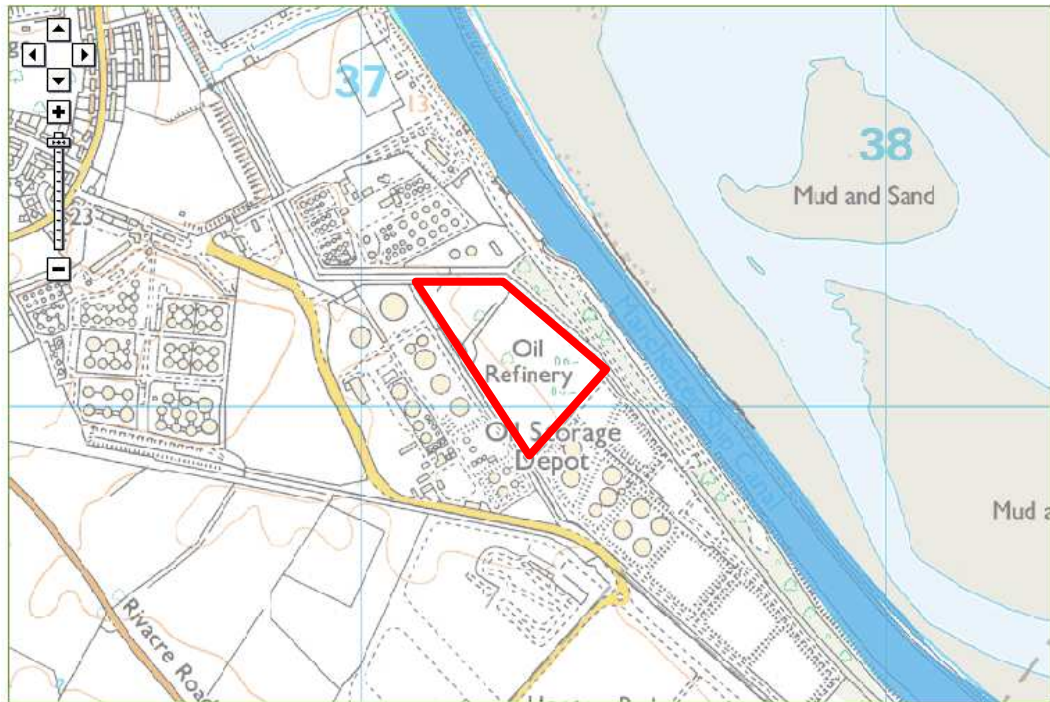 37
13
38
Mud and Sand
23
Manchester Ship Canal
Oil
Refinery
Oil Storage
Depot
Mud a
Rivacre Road